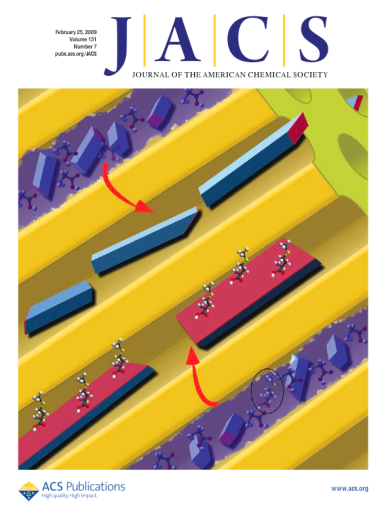 February 25, 2009
Volume 131
Number 7
pubs.acs.org/JACS
J|A|C|S
JOURNAL OF THE AMERICAN CHEMICAL SOCIETY
ACS Publications
High quality. High impact.
www.acs.org